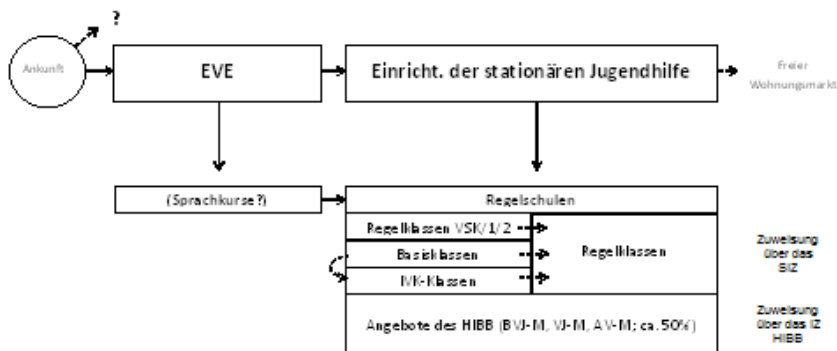 ?
Ankunft
EVE
Einricht. der stationären Jugendhilfe
Freier
Wohnungsmarkt
(Sprachkurse?)
Regelschulen
Regelklassen VSK/1/2
Basisklassen
IVK-Klassen
Regelklassen
Zuweisung
über das
SIZ
Angebote des HIBB (BVJ-M, VJ-M, AV-M; ca. 50%)
Zuweisung
über das IZ
HIBB